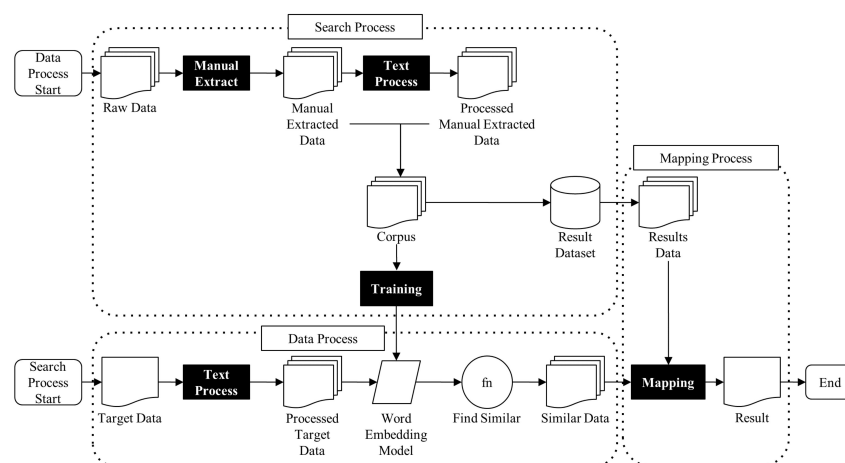 Search Process
Data
Process
Start
Manual
Extract
Text
Process
Raw Data
Manual
Extracted
Data
Processed
Manual Extracted
Data
Mapping Process
Corpus
Result
Dataset
Results
Data
Training
Data Process
Search
Process
Start
Text
Process
fn
Mapping
End
Target Data
Processed
Target
Data
Word
Embedding
Model
Find Similar
Similar Data
Result